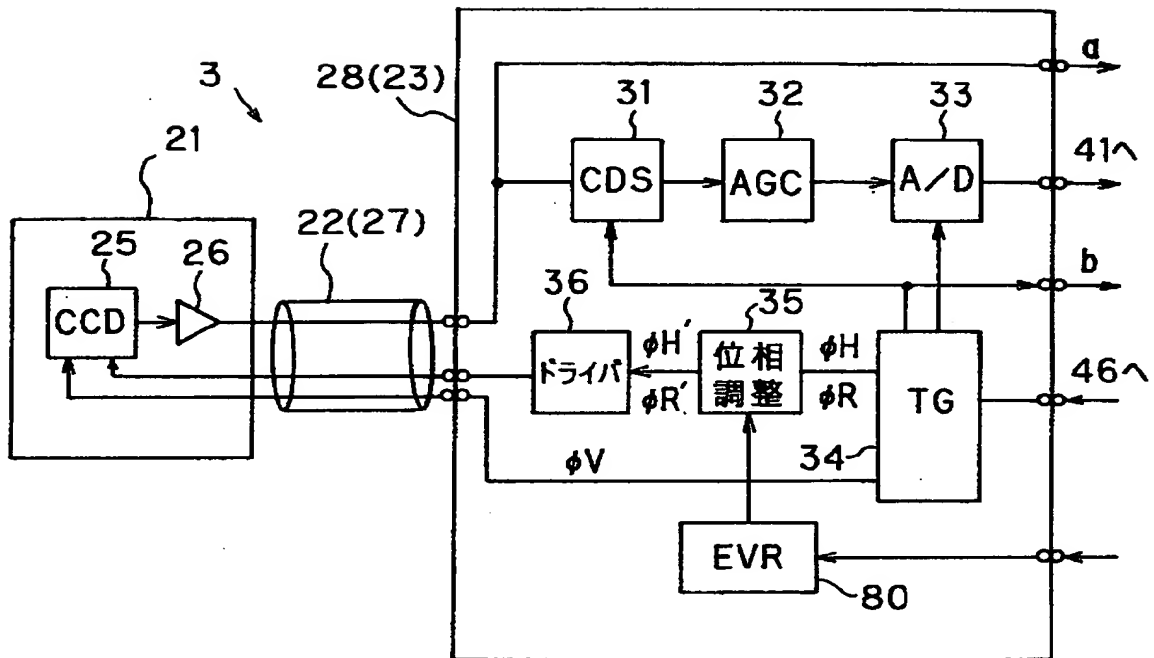 a
3
28(23)
31
32
33
41へ
21
CDS
AGC
A/D
22(27)
25
26
b
CCD
36
35
ドライバ
φH′
φR′
位相
調整
φH
φR
TG
46へ
34
φV
EVR
80